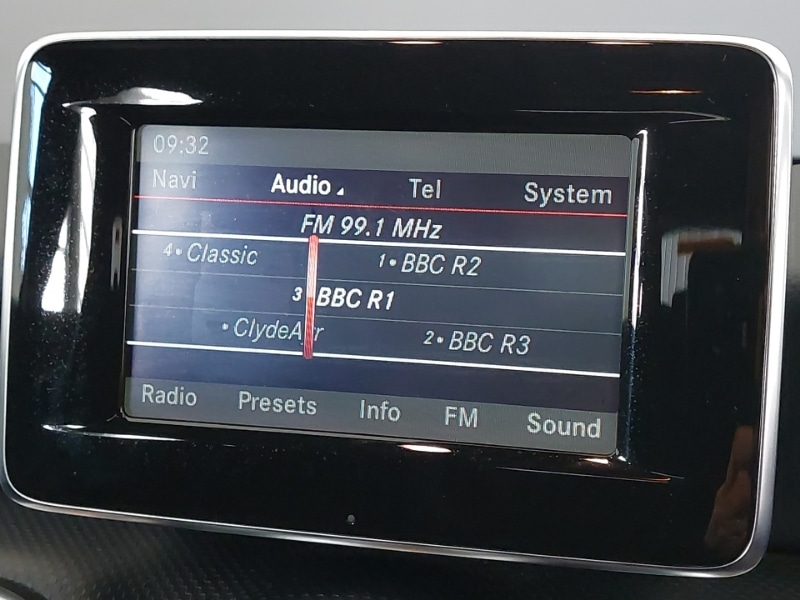 09:32
Navi Audio Tel System
FM 99.1 MHz
4•Classic 1•BBC R2
3 BBC R1
•ClydeA r 2•BBC R3
Radio Presets Info FM Sound